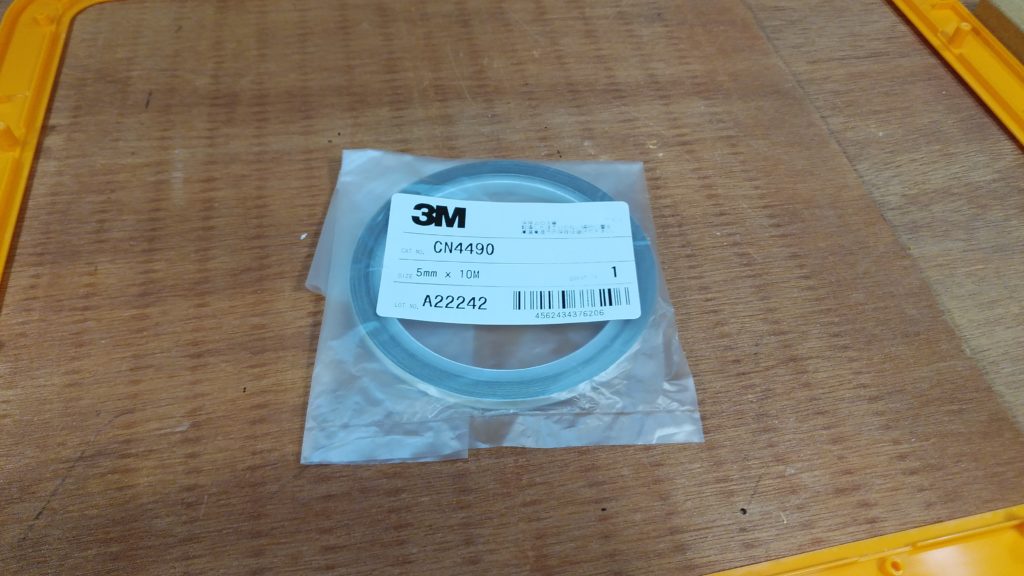 3M
CAT NO. CN4490
SIZE 5mm × 10M
1
LOT NO. A22242
4562434376206